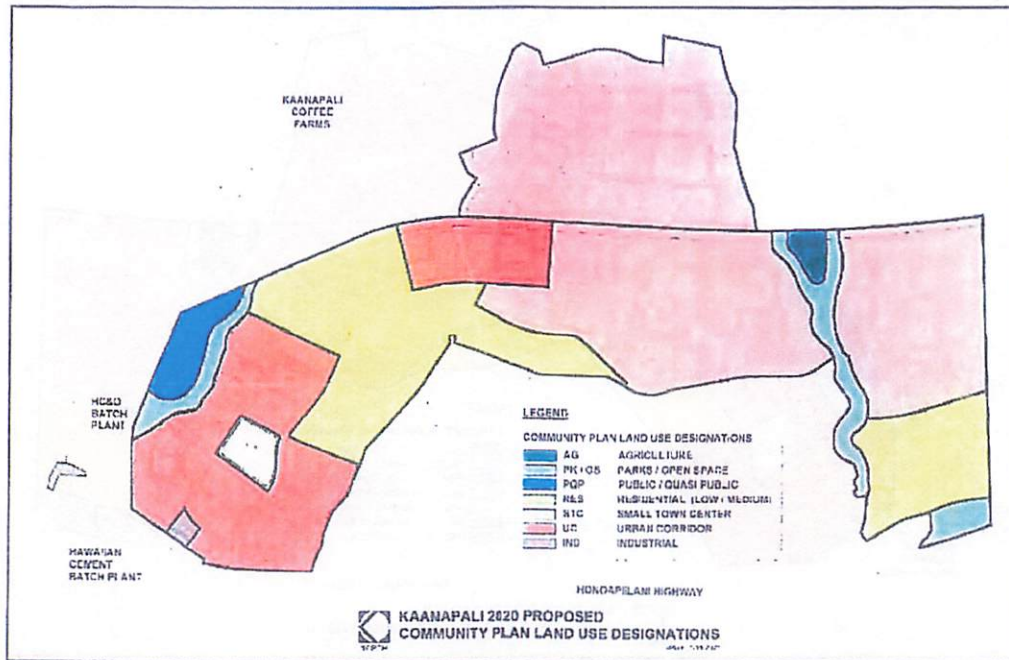 KAANAPALI
COFFEE
FARMS
HC&D
BATCH
PLANT
HAWAIIAN
CEMENT
BATCH PLANT
LEGEND
COMMUNITY PLAN LAND USE DESIGNATIONS
AG AGRICULTURE
PK / OS PARKS / OPEN SPACE
PQP PUBLIC / QUASI PUBLIC
RES RESIDENTIAL (LOW / MEDIUM)
STC SMALL TOWN CENTER
UC URBAN CORRIDOR
IND INDUSTRIAL
HONOAPIILANI HIGHWAY
KAANAPALI 2020 PROPOSED
COMMUNITY PLAN LAND USE DESIGNATIONS
NORTH